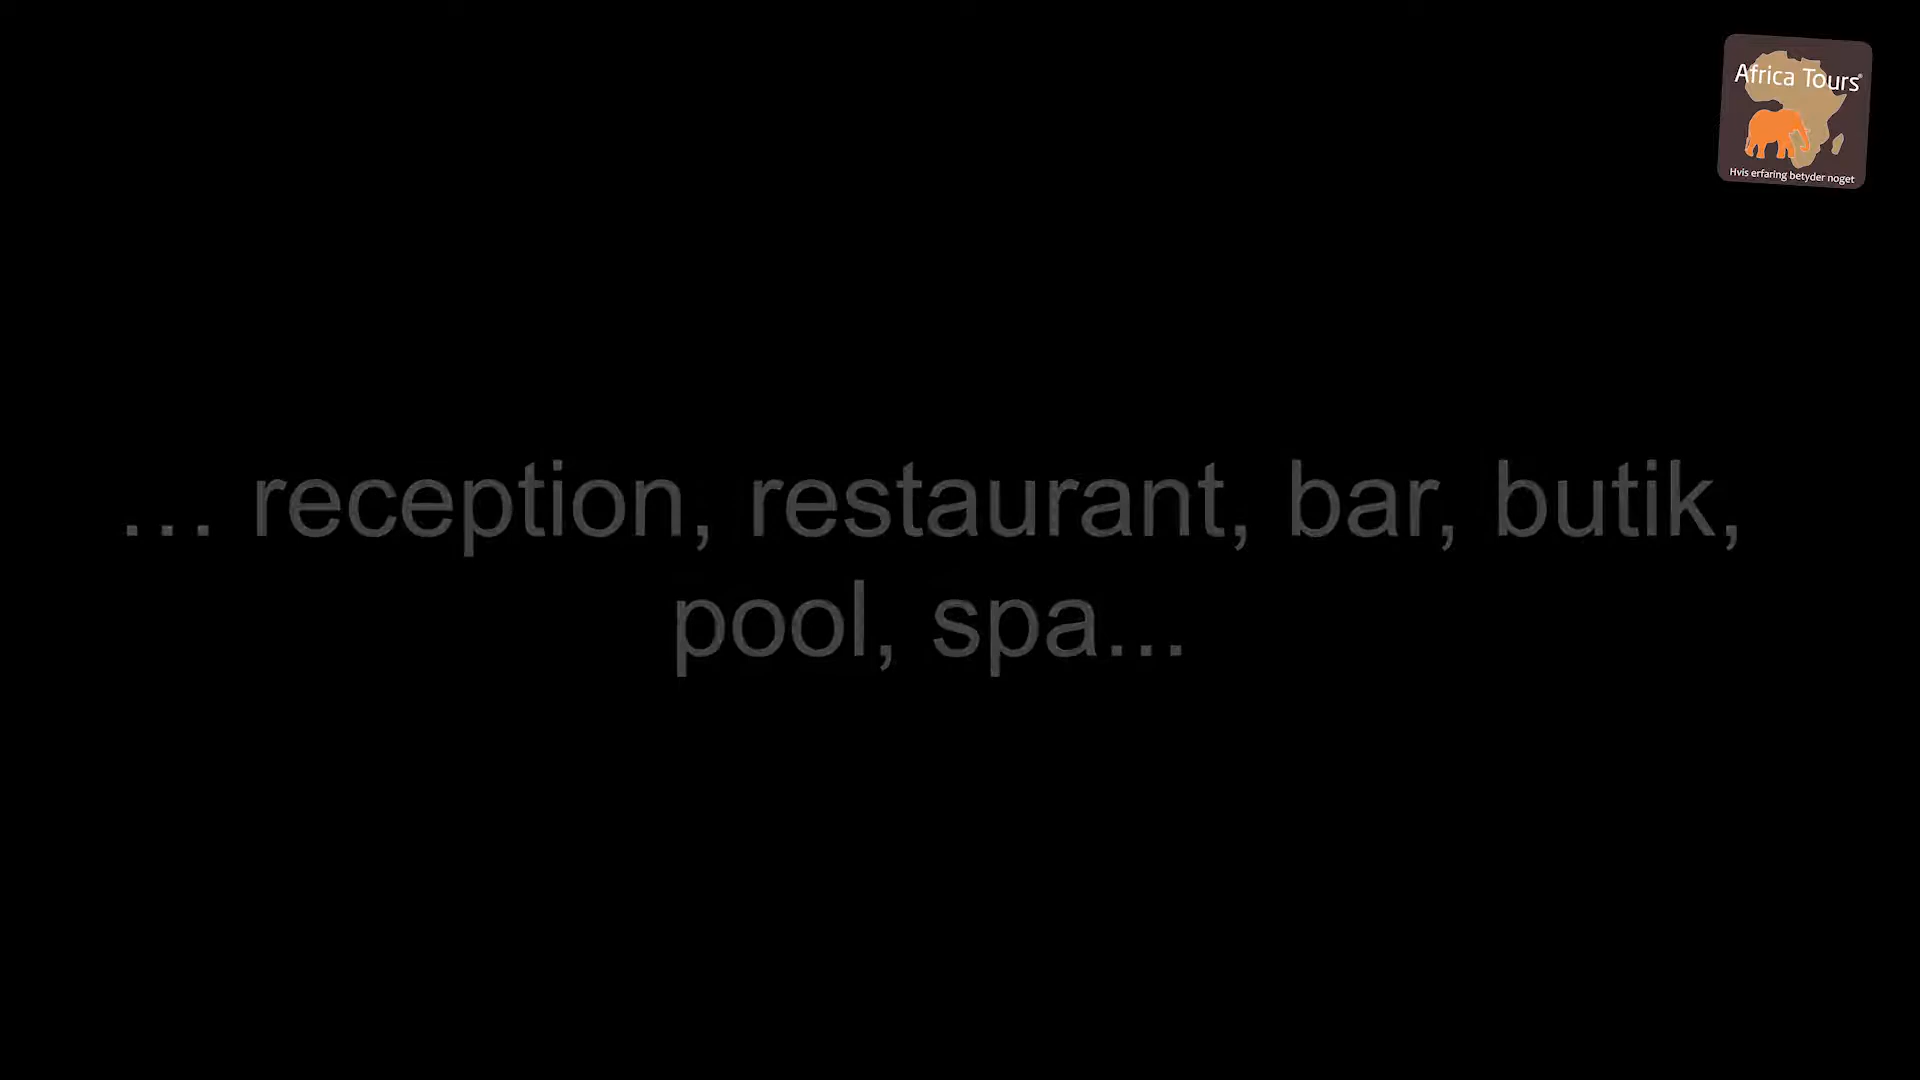 Africa Tours®
Hvis erfaring betyder noget
... reception, restaurant, bar, butik,
pool, spa...